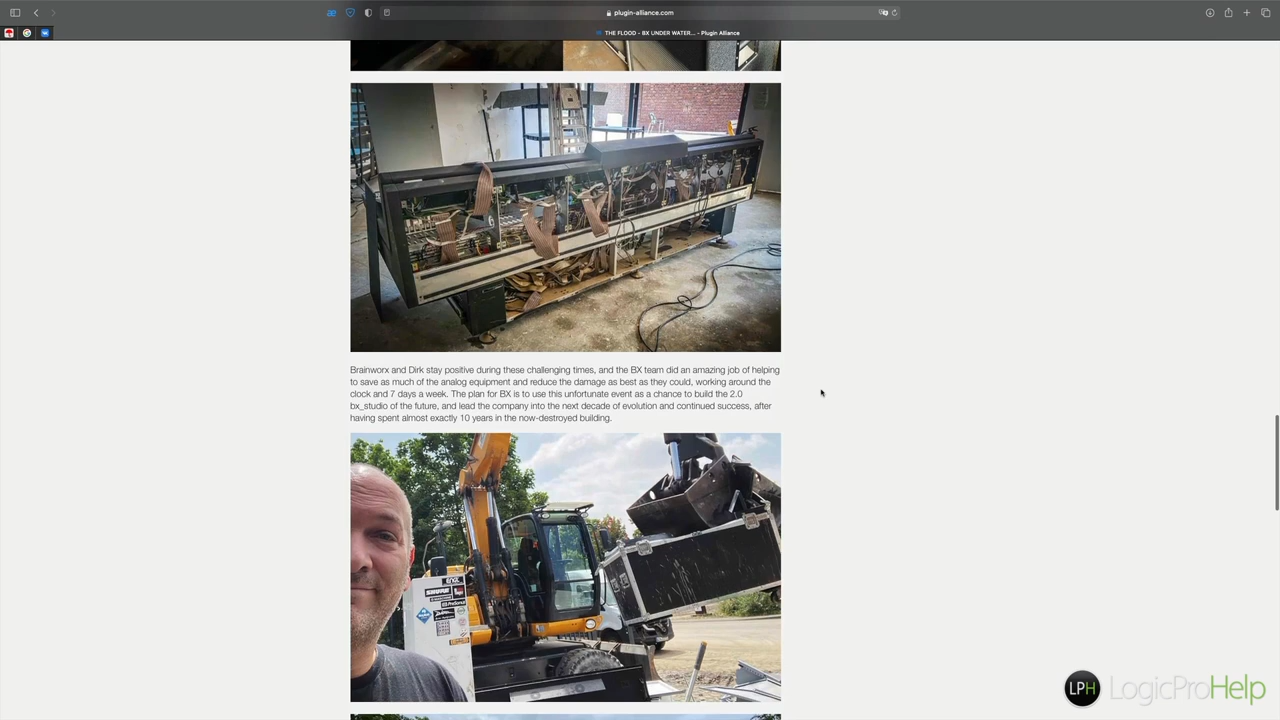 plugin-alliance.com
THE FLOOD - BX UNDER WATER... - Plugin Alliance
Brainworx and Dirk stay positive during these challenging times, and the BX team did an amazing job of helping
to save as much of the analog equipment and reduce the damage as best as they could, working around the
clock and 7 days a week. The plan for BX is to use this unfortunate event as a chance to build the 2.0
bx_studio of the future, and lead the company into the next decade of evolution and continued success, after
having spent almost exactly 10 years in the now-destroyed building.
ENGL
SHURE
PreSonus
LPH LogicProHelp